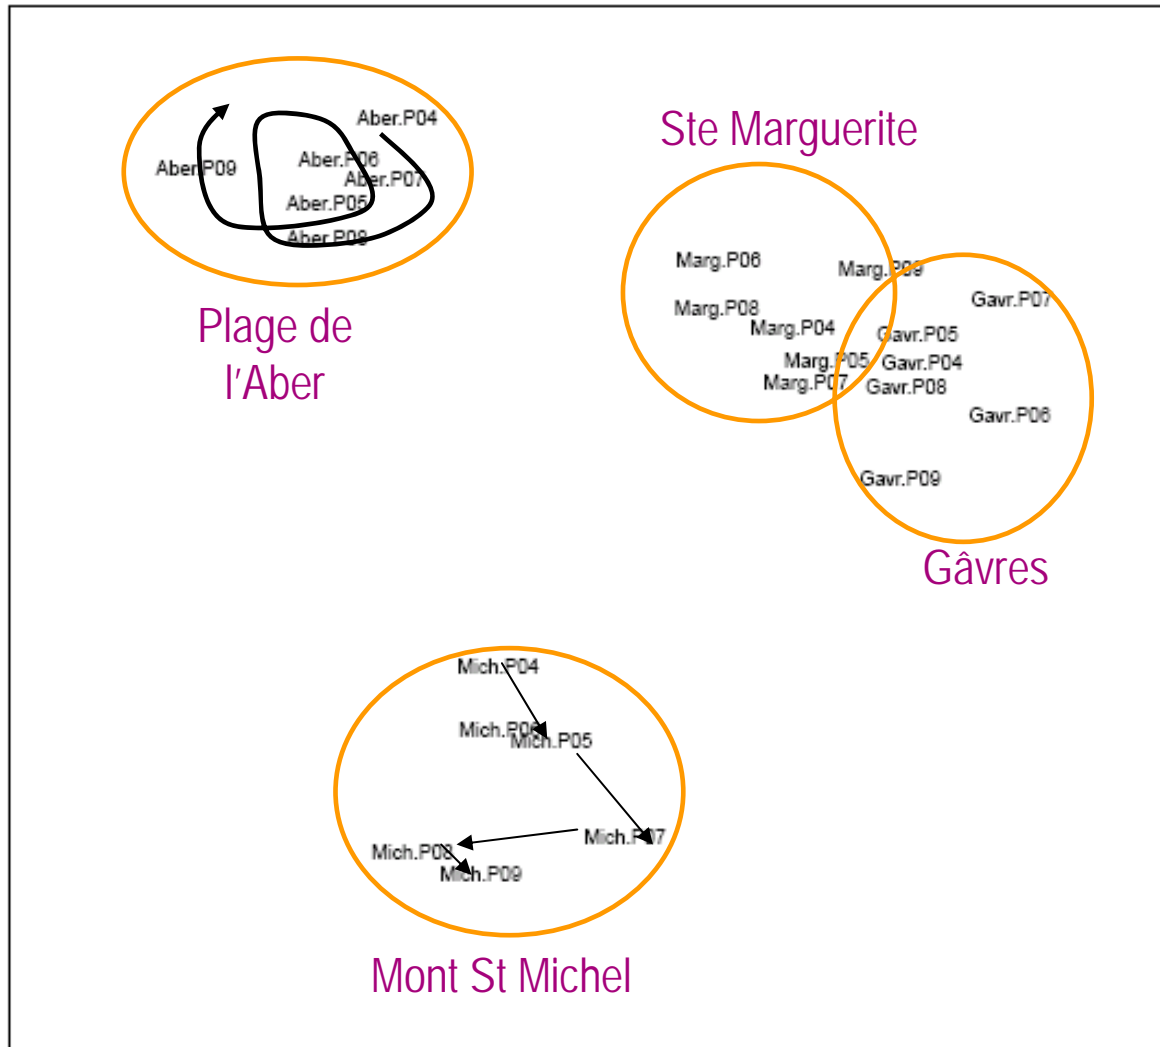 Aber.P04
Aber.P06
Aber.P09
Aber.P07
Aber.P05
Aber.P08
Plage de
l'Aber
Ste Marguerite
Marg.P06
Marg.P09
Marg.P08
Marg.P04
Marg.P05
Marg.P07
Gavr.P07
Gavr.P05
Gavr.P04
Gavr.P08
Gavr.P06
Gavr.P09
Gâvres
Mich.P04
Mich.P06
Mich.P05
Mich.P07
Mich.P08
Mich.P09
Mont St Michel